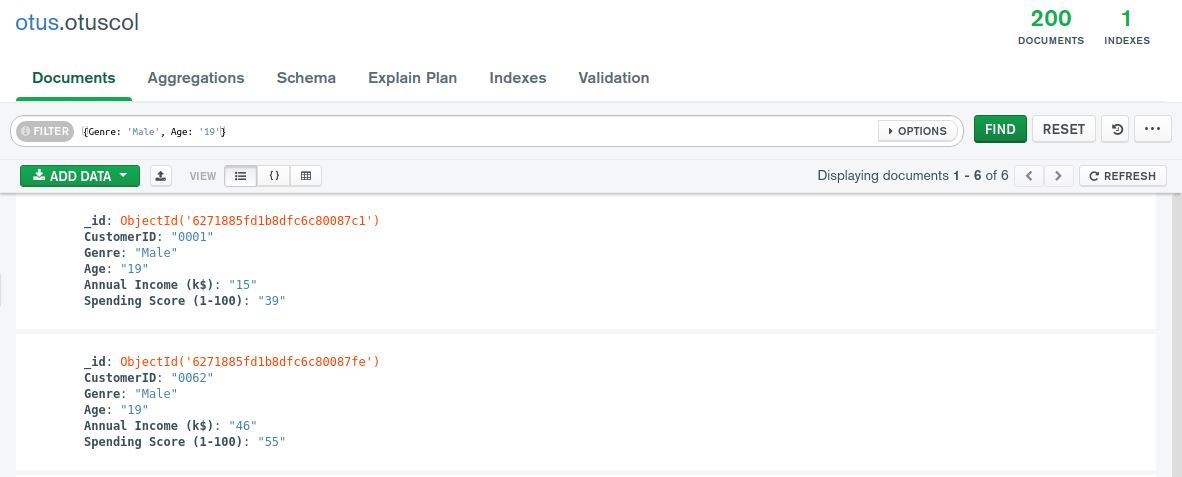 otus.otuscol
200
DOCUMENTS
1
INDEXES
Documents Aggregations Schema Explain Plan Indexes Validation
FILTER {Genre: 'Male', Age: '19'} OPTIONS FIND RESET
ADD DATA VIEW {} Displaying documents 1 - 6 of 6 REFRESH
_id: ObjectId('6271885fd1b8dfc6c80087c1')
CustomerID: "0001"
Genre: "Male"
Age: "19"
Annual Income (k$): "15"
Spending Score (1-100): "39"
_id: ObjectId('6271885fd1b8dfc6c80087fe')
CustomerID: "0062"
Genre: "Male"
Age: "19"
Annual Income (k$): "46"
Spending Score (1-100): "55"